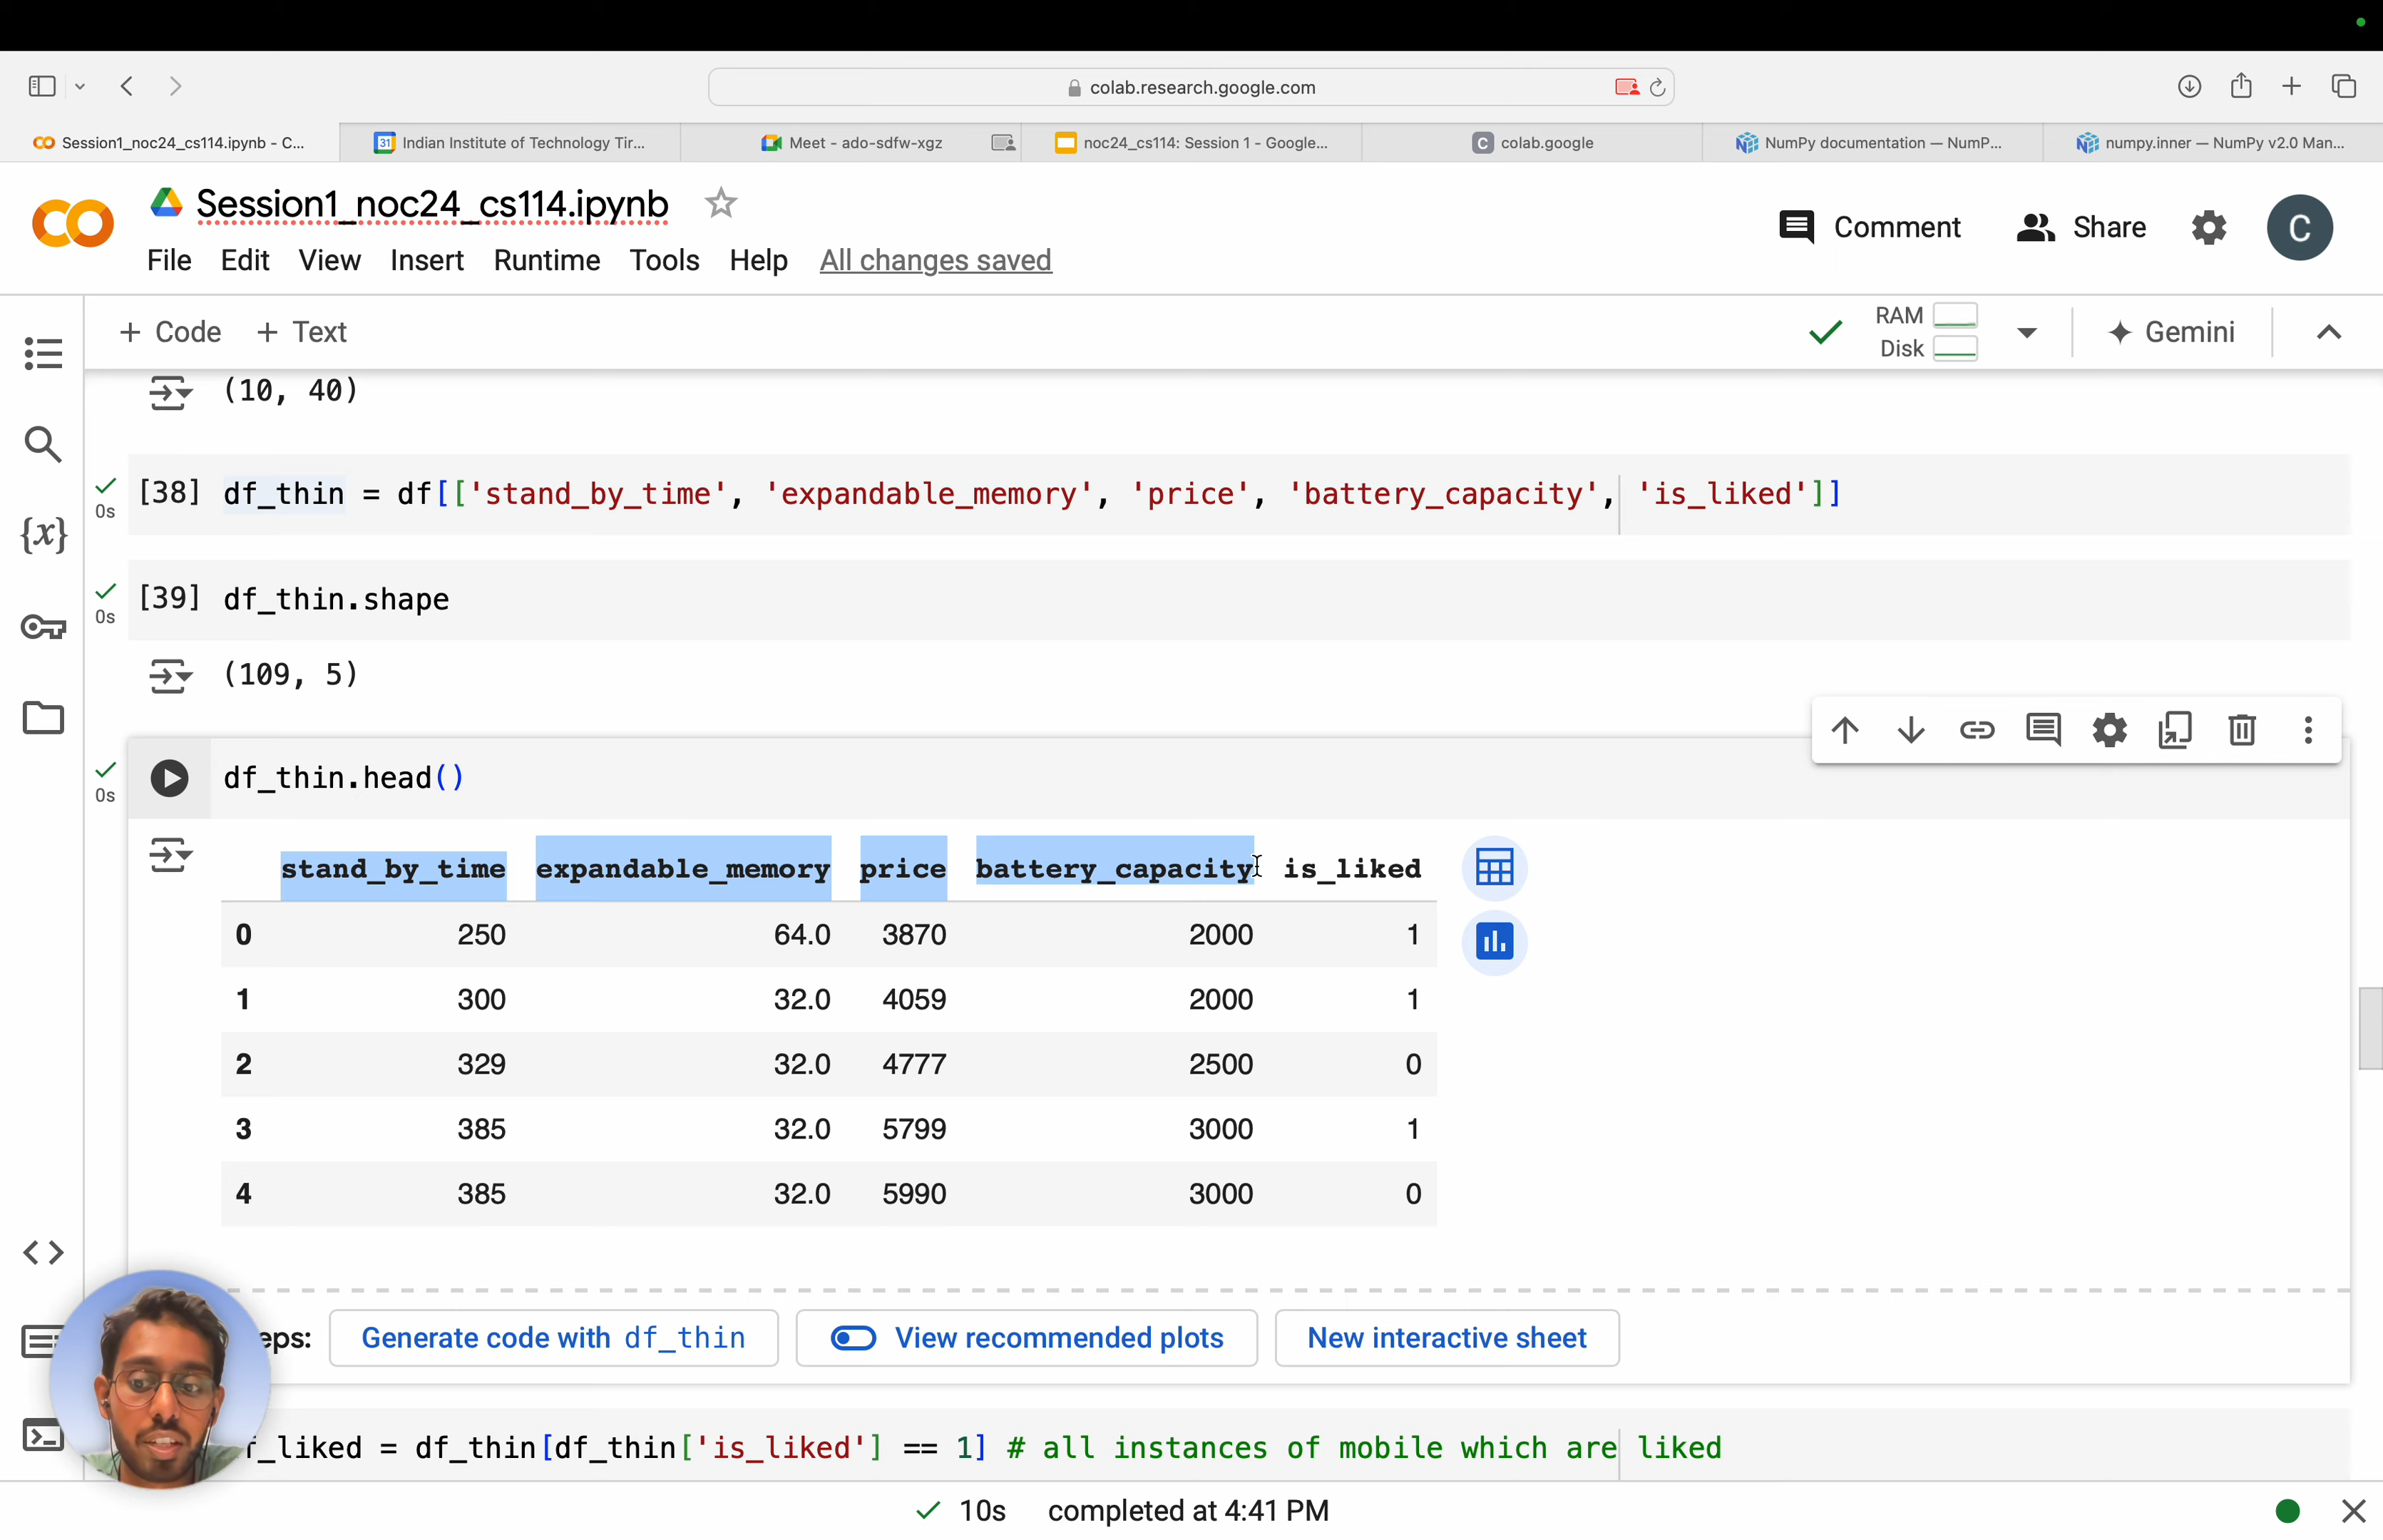 colab.research.google.com
Session1_noc24_cs114.ipynb - C...
31 Indian Institute of Technology Tir...
Meet - ado-sdfw-xgz
noc24_cs114: Session 1 - Google...
C colab.google
NumPy documentation — NumP...
numpy.inner — NumPy v2.0 Man...
Session1_noc24_cs114.ipynb
Comment
Share
C
File Edit View Insert Runtime Tools Help All changes saved
+ Code + Text
RAM
Disk
Gemini
(10, 40)
[38] df_thin = df[['stand_by_time', 'expandable_memory', 'price', 'battery_capacity', 'is_liked']]
0s
{x}
[39] df_thin.shape
0s
(109, 5)
df_thin.head()
0s
stand_by_time expandable_memory price battery_capacity is_liked
0 250 64.0 3870 2000 1
1 300 32.0 4059 2000 1
2 329 32.0 4777 2500 0
3 385 32.0 5799 3000 1
4 385 32.0 5990 3000 0
eps: Generate code with df_thin View recommended plots New interactive sheet
f_liked = df_thin[df_thin['is_liked'] == 1] # all instances of mobile which are liked
10s completed at 4:41 PM